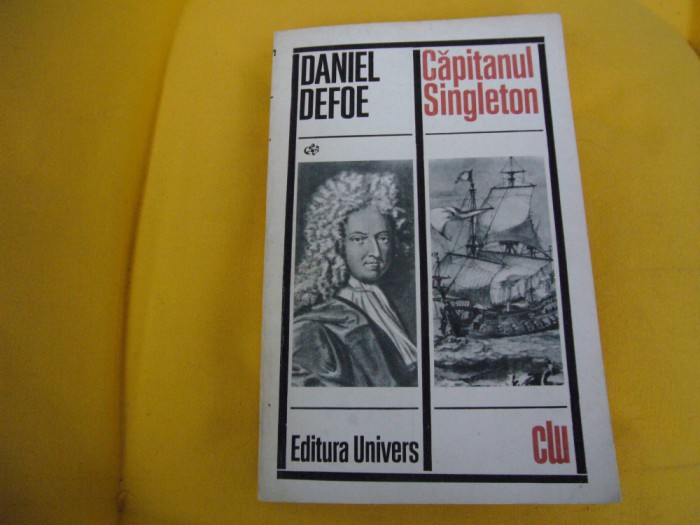 DANIEL
DEFOE
Căpitanul
Singleton
Editura Univers
clu